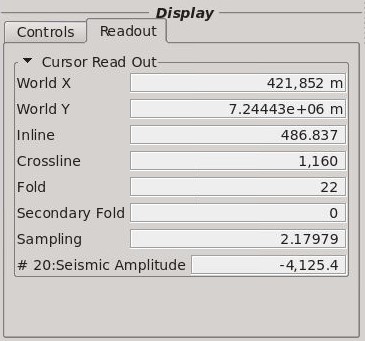 Display
Controls Readout
Cursor Read Out
World X 421,852 m
World Y 7.24443e+06 m
Inline 486.837
Crossline 1,160
Fold 22
Secondary Fold 0
Sampling 2.17979
# 20:Seismic Amplitude -4,125.4